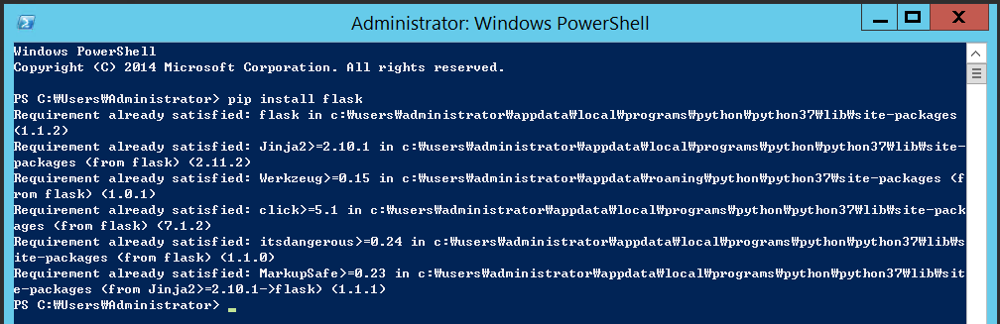 Administrator: Windows PowerShell
Windows PowerShell
Copyright (C) 2014 Microsoft Corporation. All rights reserved.
PS C:₩Users₩Administrator> pip install flask
Requirement already satisfied: flask in c:₩users₩administrator₩appdata₩local₩programs₩python₩python37₩lib₩site-packages
(1.1.2)
Requirement already satisfied: Jinja2>=2.10.1 in c:₩users₩administrator₩appdata₩local₩programs₩python₩python37₩lib₩site-
packages (from flask) (2.11.2)
Requirement already satisfied: Werkzeug>=0.15 in c:₩users₩administrator₩appdata₩roaming₩python₩python37₩site-packages (f
rom flask) (1.0.1)
Requirement already satisfied: click>=5.1 in c:₩users₩administrator₩appdata₩local₩programs₩python₩python37₩lib₩site-pack
ages (from flask) (7.1.2)
Requirement already satisfied: itsdangerous>=0.24 in c:₩users₩administrator₩appdata₩local₩programs₩python₩python37₩lib₩s
ite-packages (from flask) (1.1.0)
Requirement already satisfied: MarkupSafe>=0.23 in c:₩users₩administrator₩appdata₩local₩programs₩python₩python37₩lib₩sit
e-packages (from Jinja2>=2.10.1->flask) (1.1.1)
PS C:₩Users₩Administrator>